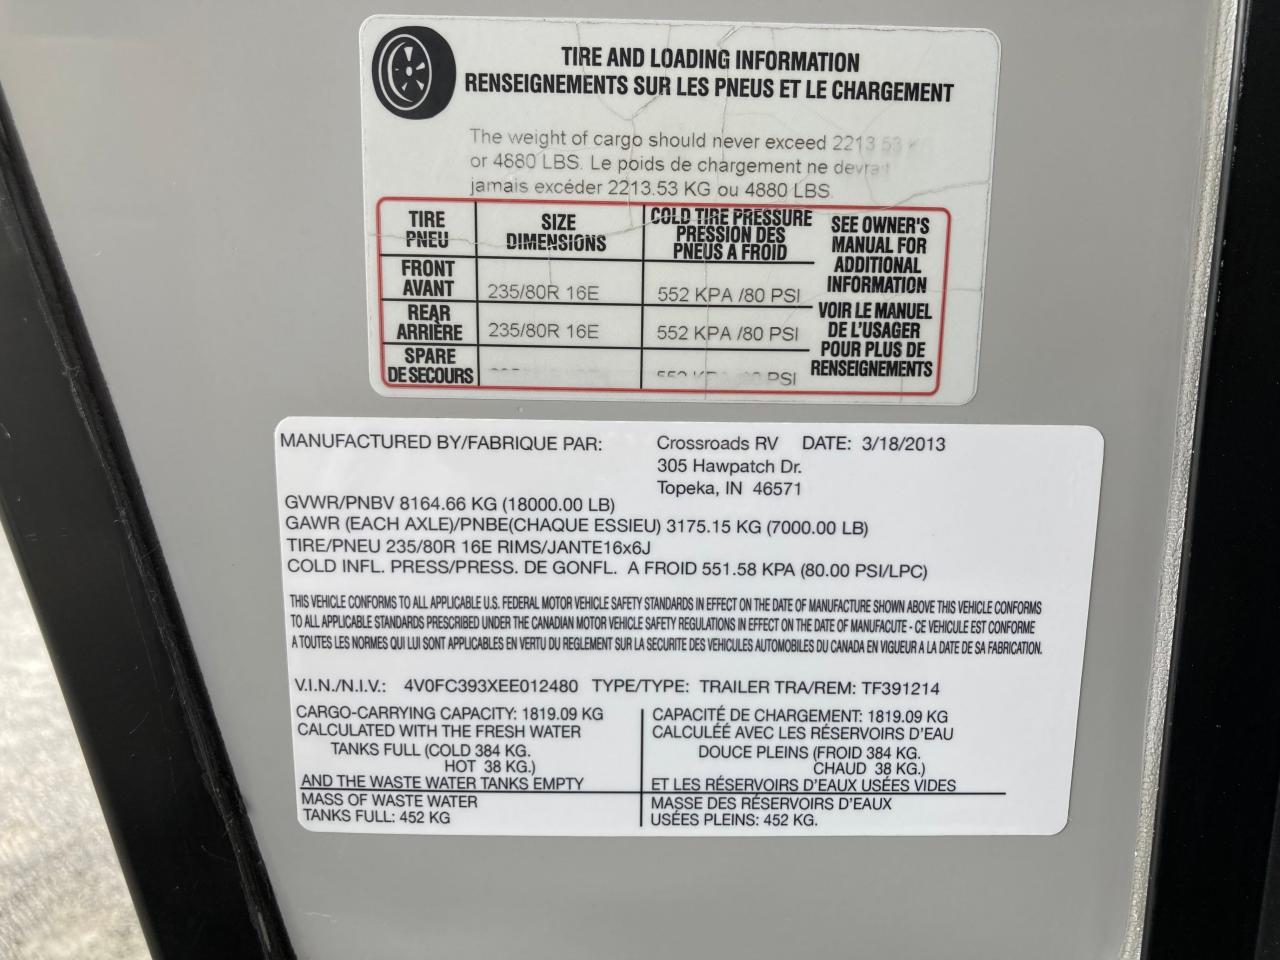 TIRE AND LOADING INFORMATION
RENSEIGNEMENTS SUR LES PNEUS ET LE CHARGEMENT
The weight of cargo should never exceed 2213.53 KG
or 4880 LBS. Le poids de chargement ne devrait
jamais excéder 2213.53 KG ou 4880 LBS.
TIRE
PNEU
SIZE
DIMENSIONS
COLD TIRE PRESSURE
PRESSION DES
PNEUS A FROID
SEE OWNER'S
MANUAL FOR
ADDITIONAL
INFORMATION
VOIR LE MANUEL
DE L'USAGER
POUR PLUS DE
RENSEIGNEMENTS
FRONT
AVANT
235/80R 16E
552 KPA /80 PSI
REAR
ARRIÈRE
235/80R 16E
552 KPA /80 PSI
SPARE
DE SECOURS
PSI
MANUFACTURED BY/FABRIQUE PAR: Crossroads RV DATE: 3/18/2013
305 Hawpatch Dr.
Topeka, IN 46571
GVWR/PNBV 8164.66 KG (18000.00 LB)
GAWR (EACH AXLE)/PNBE(CHAQUE ESSIEU) 3175.15 KG (7000.00 LB)
TIRE/PNEU 235/80R 16E RIMS/JANTE16x6J
COLD INFL. PRESS/PRESS. DE GONFL. A FROID 551.58 KPA (80.00 PSI/LPC)
THIS VEHICLE CONFORMS TO ALL APPLICABLE U.S. FEDERAL MOTOR VEHICLE SAFETY STANDARDS IN EFFECT ON THE DATE OF MANUFACTURE SHOWN ABOVE THIS VEHICLE CONFORMS
TO ALL APPLICABLE STANDARDS PRESCRIBED UNDER THE CANADIAN MOTOR VEHICLE SAFETY REGULATIONS IN EFFECT ON THE DATE OF MANUFACUTE - CE VEHICULE EST CONFORME
A TOUTES LES NORMES QUI LUI SONT APPLICABLES EN VERTU DU REGLEMENT SUR LA SECURITE DES VEHICULES AUTOMOBILES DU CANADA EN VIGUEUR A LA DATE DE SA FABRICATION.
V.I.N./N.I.V.: 4V0FC393XEE012480 TYPE/TYPE: TRAILER TRA/REM: TF391214
CARGO-CARRYING CAPACITY: 1819.09 KG
CALCULATED WITH THE FRESH WATER
TANKS FULL (COLD 384 KG.
HOT 38 KG.)
AND THE WASTE WATER TANKS EMPTY
MASS OF WASTE WATER
TANKS FULL: 452 KG
CAPACITÉ DE CHARGEMENT: 1819.09 KG
CALCULÉE AVEC LES RÉSERVOIRS D'EAU
DOUCE PLEINS (FROID 384 KG.
CHAUD 38 KG.)
ET LES RÉSERVOIRS D'EAUX USÉES VIDES
MASSE DES RÉSERVOIRS D'EAUX
USÉES PLEINS: 452 KG.